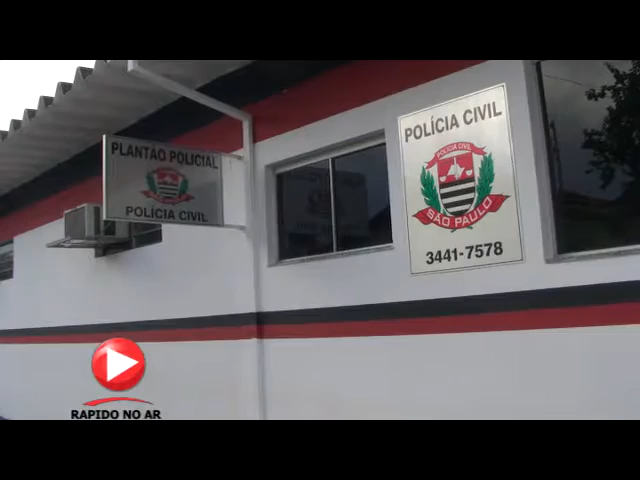 PLANTÃO POLICIAL
POLÍCIA CIVIL
POLÍCIA CIVIL
POLÍCIA CIVIL
SÃO PAULO
3441-7578
RAPIDO NO AR